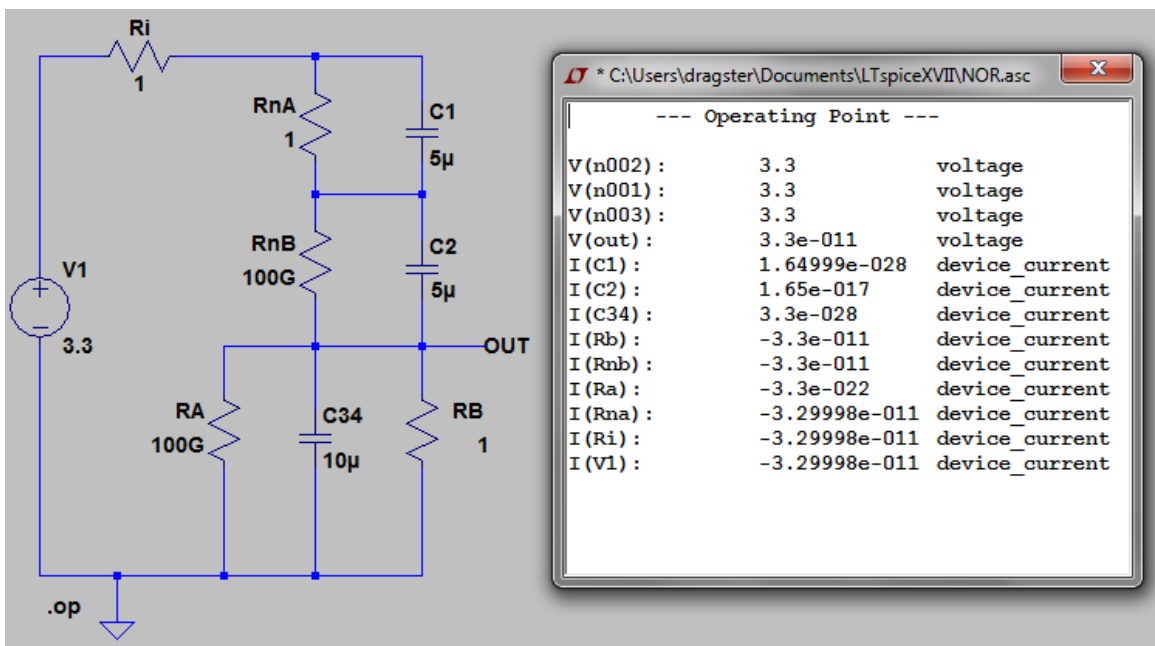 Ri
1
RnA
1
C1
5µ
RnB
100G
C2
5µ
V1
3.3
OUT
RA
100G
C34
10µ
RB
1
.op
* C:\Users\dragster\Documents\LTspiceXVII\NOR.asc
--- Operating Point ---
V(n002): 3.3 voltage
V(n001): 3.3 voltage
V(n003): 3.3 voltage
V(out): 3.3e-011 voltage
I(C1): 1.64999e-028 device_current
I(C2): 1.65e-017 device_current
I(C34): 3.3e-028 device_current
I(Rb): -3.3e-011 device_current
I(Rnb): -3.3e-011 device_current
I(Ra): -3.3e-022 device_current
I(Rna): -3.29998e-011 device_current
I(Ri): -3.29998e-011 device_current
I(V1): -3.29998e-011 device_current